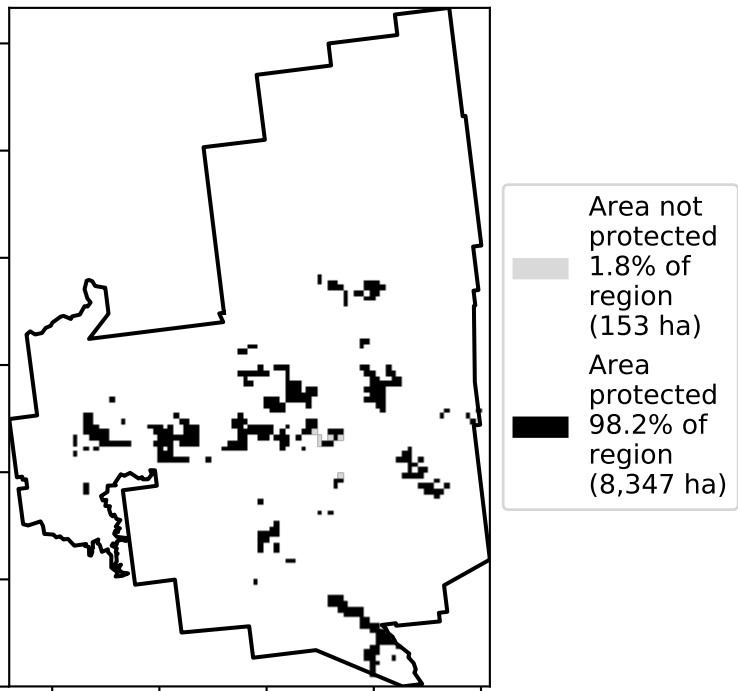 Area not
protected
1.8% of
region
(153 ha)
Area
protected
98.2% of
region
(8,347 ha)